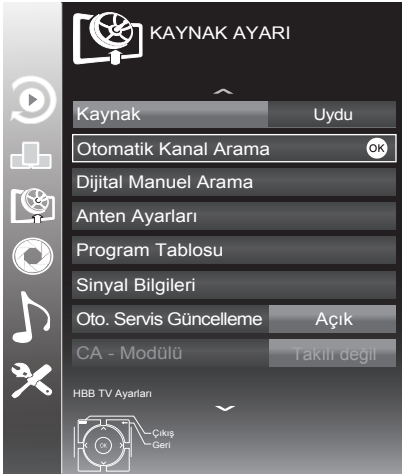 KAYNAK AYARI
Kaynak Uydu
Otomatik Kanal Arama OK
Dijital Manuel Arama
Anten Ayarları
Program Tablosu
Sinyal Bilgileri
Oto. Servis Güncelleme Açık
CA - Modülü Takılı değil
HBB TV Ayarları
Çıkış
OK Geri